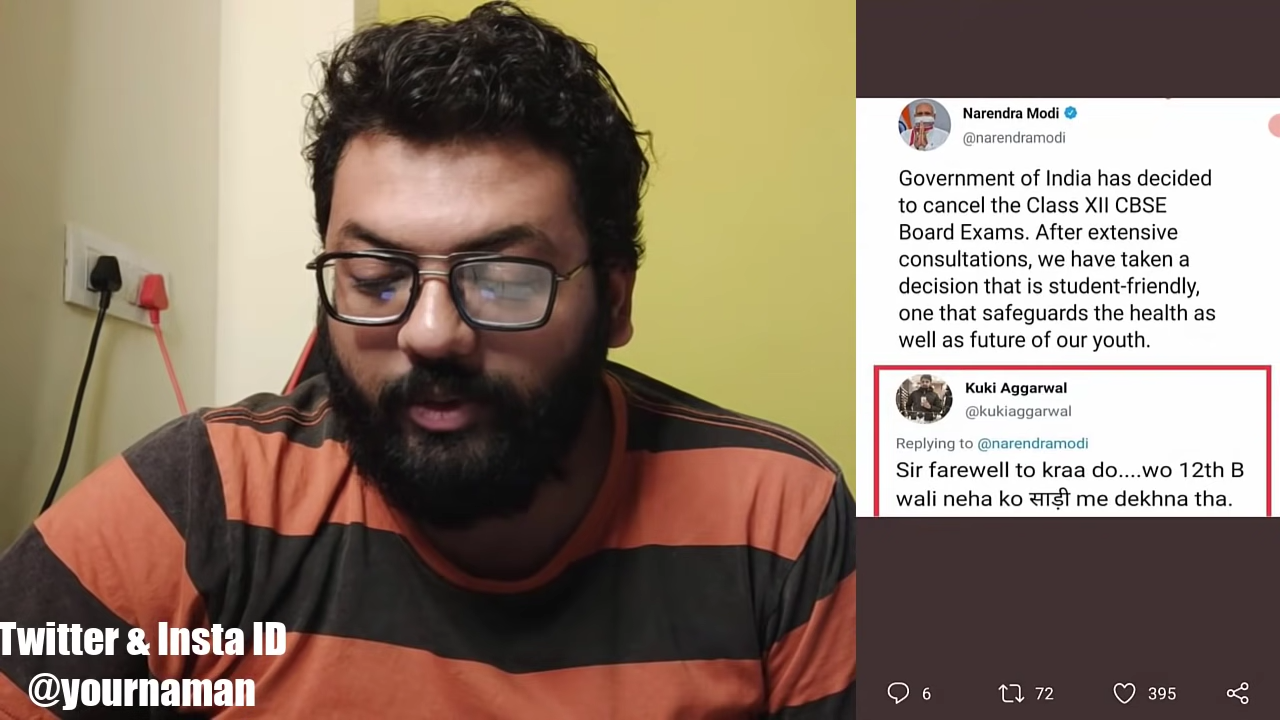 Narendra Modi
@narendramodi
Government of India has decided
to cancel the Class XII CBSE
Board Exams. After extensive
consultations, we have taken a
decision that is student-friendly,
one that safeguards the health as
well as future of our youth.
Kuki Aggarwal
@kukiaggarwal
Replying to @narendramodi
Sir farewell to kraa do....wo 12th B
wali neha ko साड़ी me dekhna tha.
6 72 395
Twitter & Insta ID
@yournaman